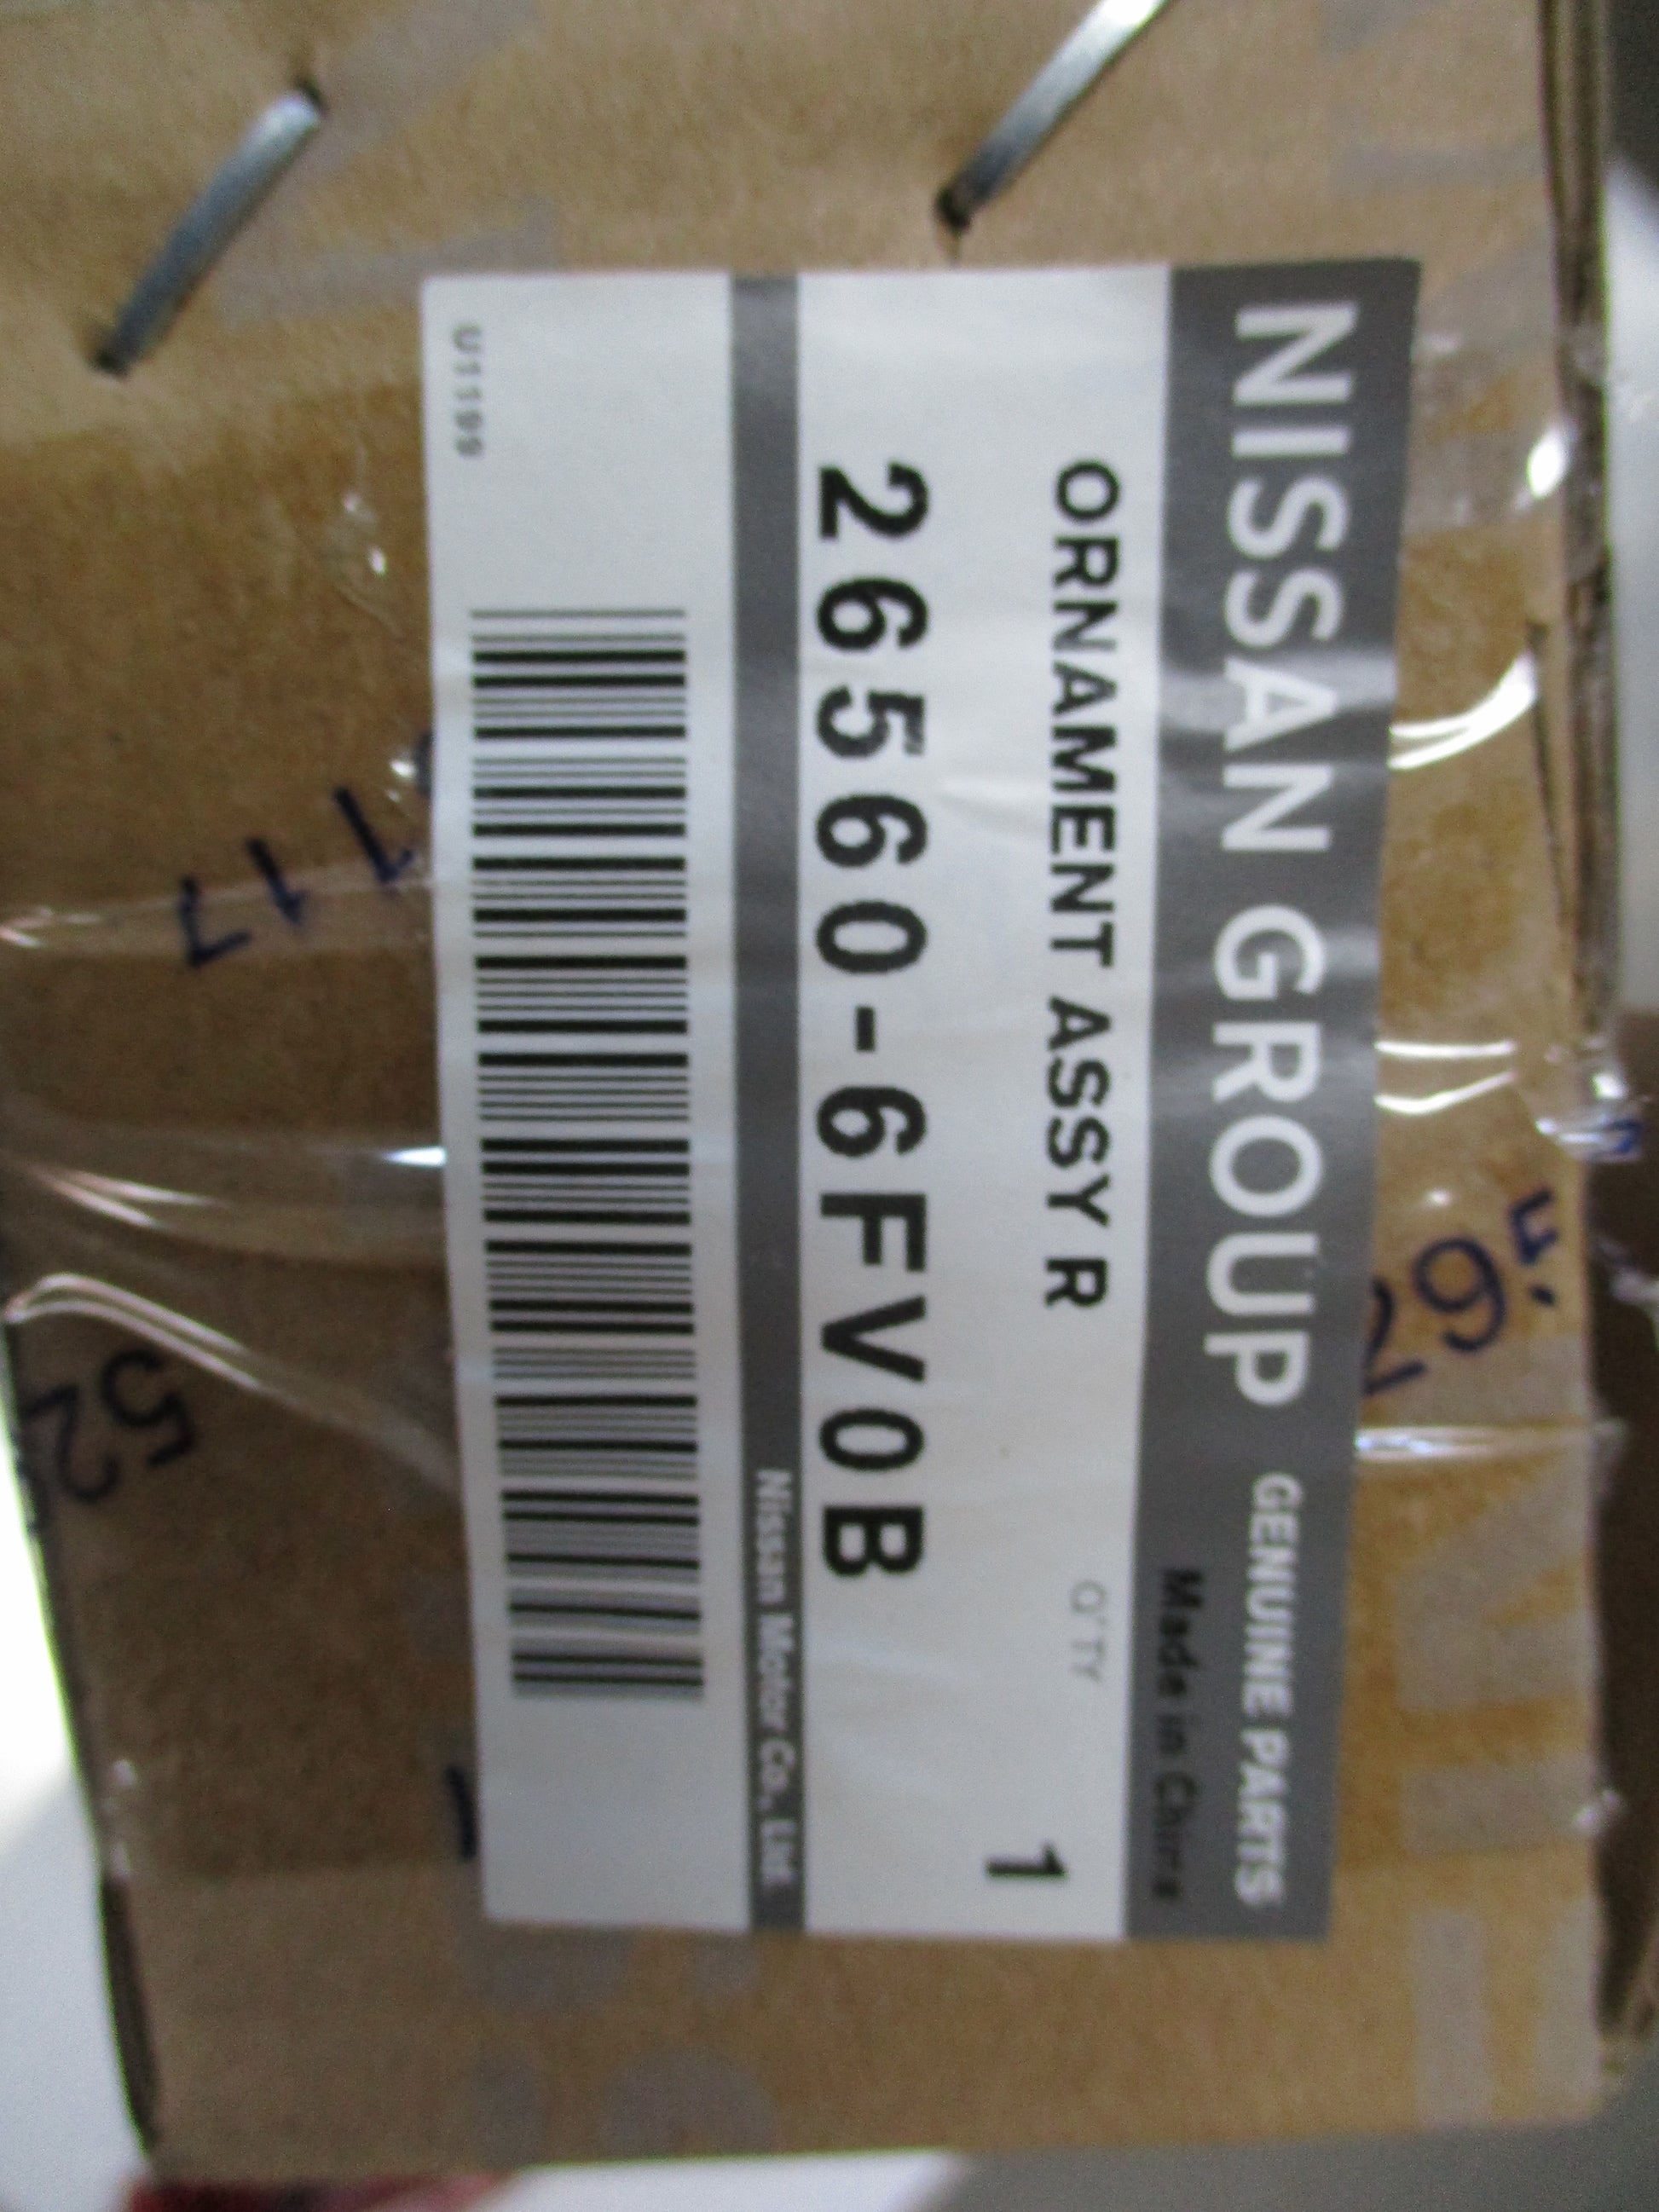 NISSAN GROUP GENUINE PARTS
Made in China
ORNAMENT ASSY R
Q'TY
1
26560-6FV0B
Nissan Motor Co., Ltd.
U1199